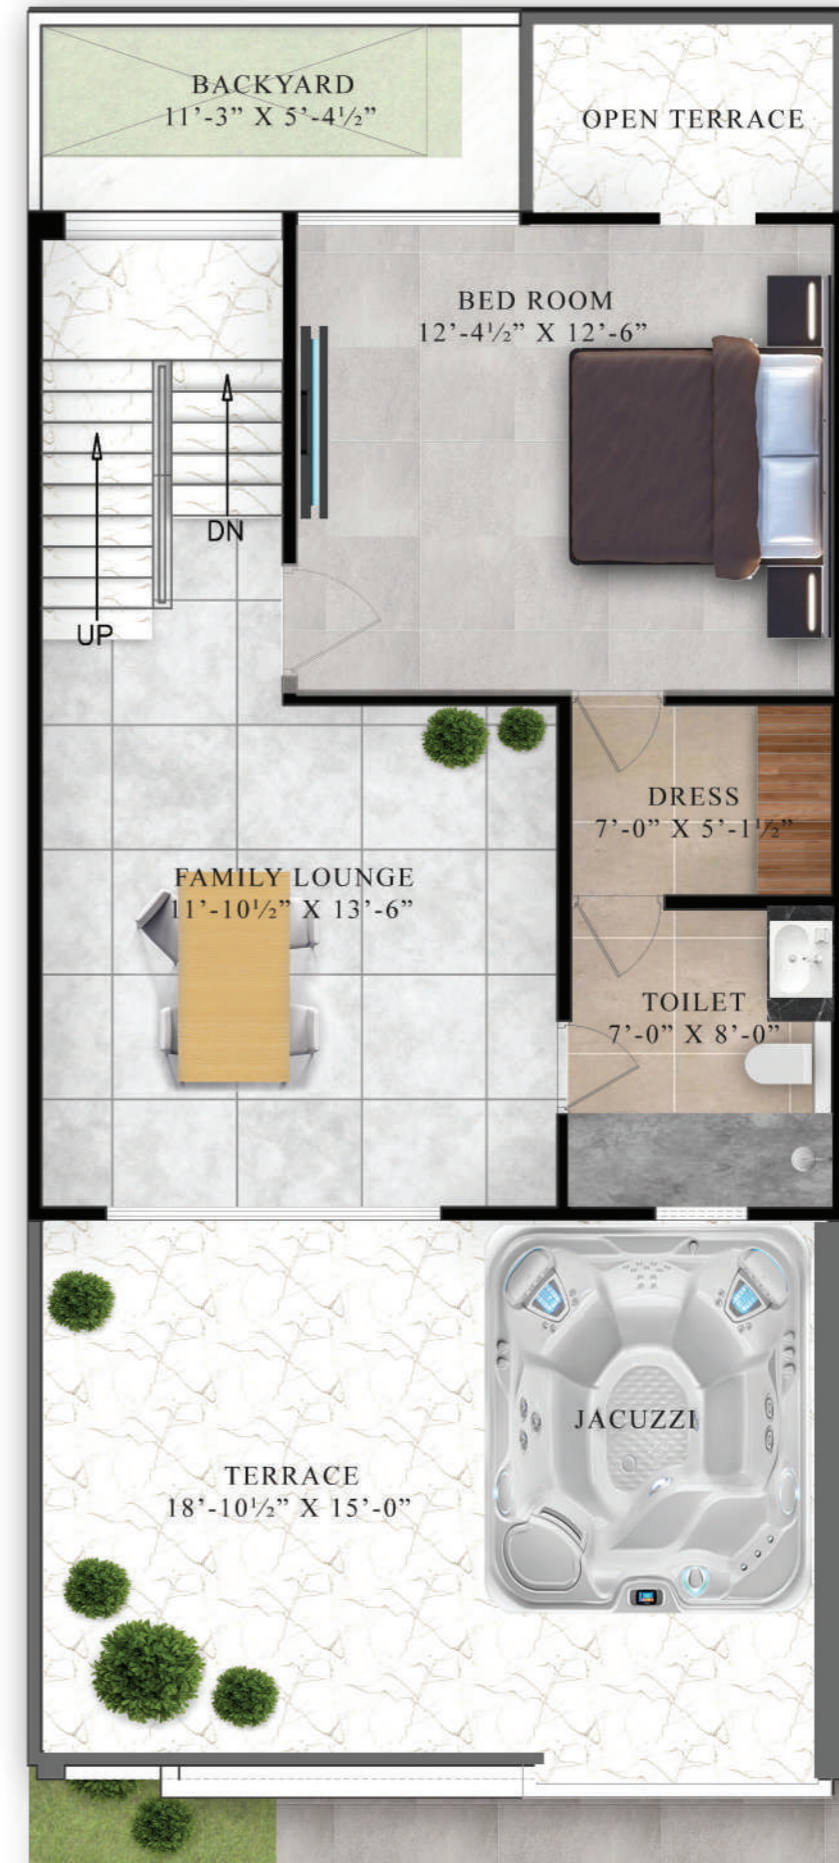 BACKYARD
11’-3” X 5’-4½”
OPEN TERRACE
BED ROOM
12’-4½” X 12’-6”
DN
UP
DRESS
7’-0” X 5’-1½”
FAMILY LOUNGE
11’-10½” X 13’-6”
TOILET
7’-0” X 8’-0”
JACUZZI
TERRACE
18’-10½” X 15’-0”